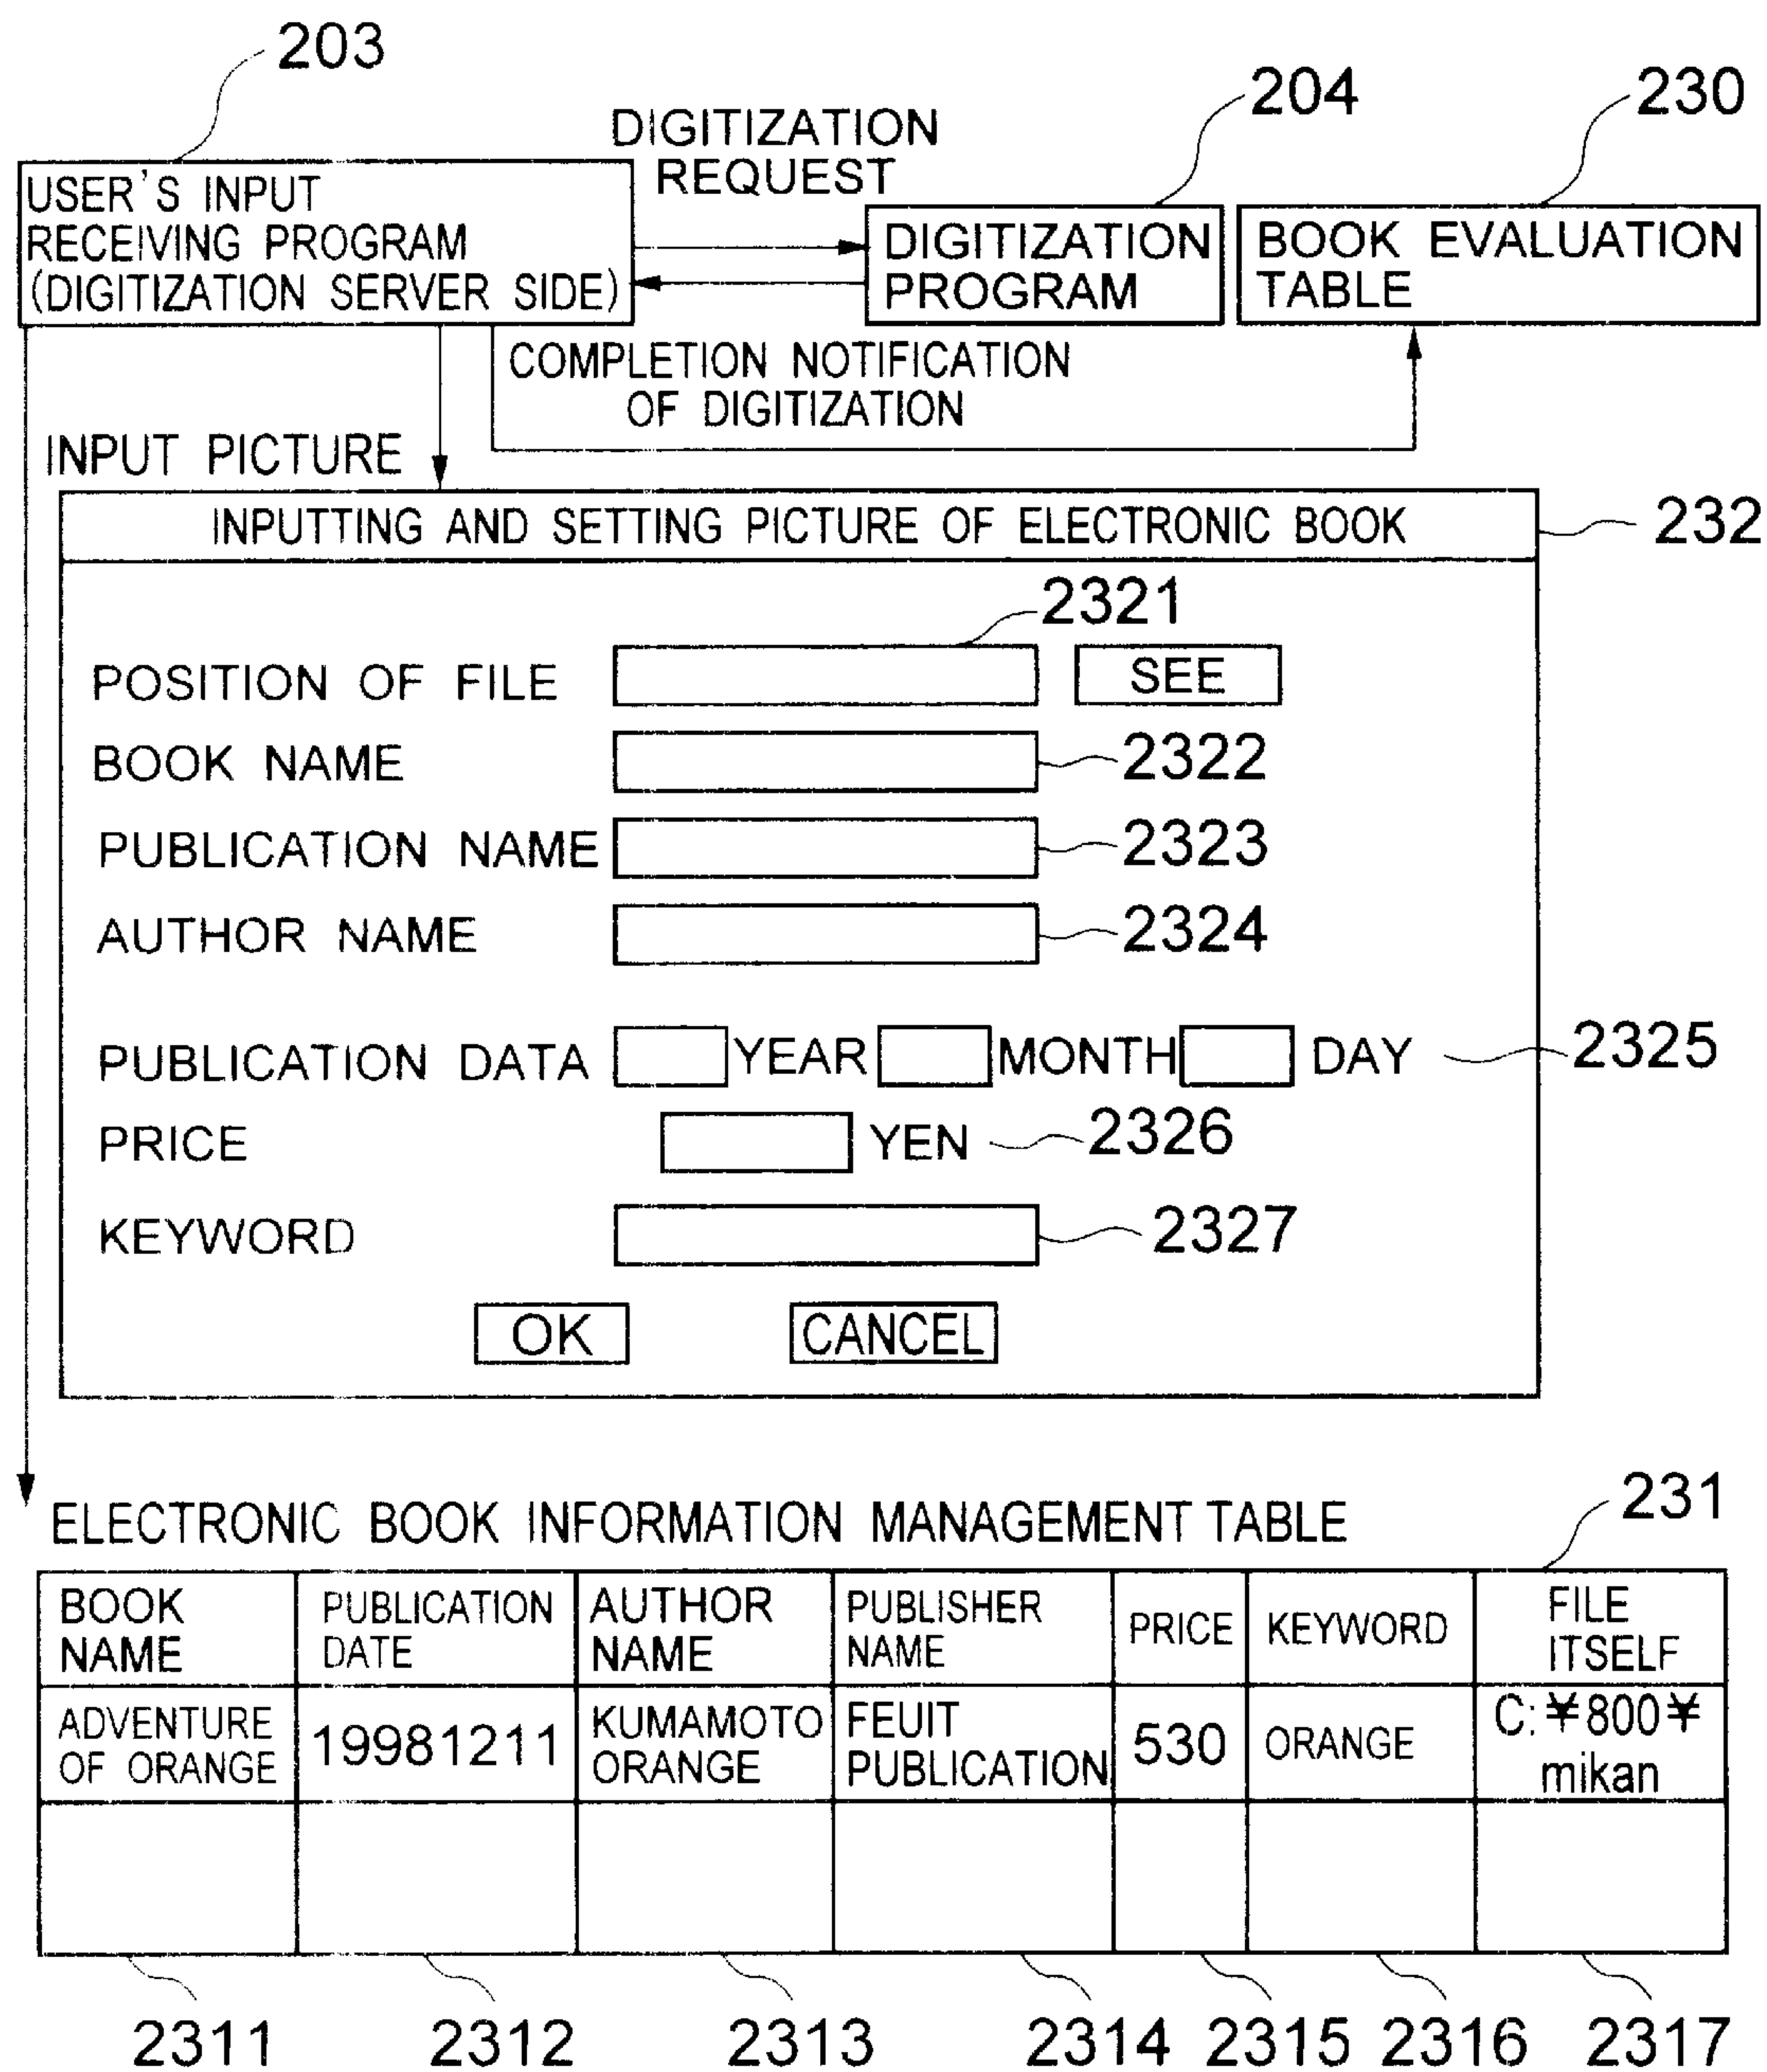 203
204
230
DIGITIZATION
REQUEST
USER'S INPUT
RECEIVING PROGRAM
(DIGITIZATION SERVER SIDE)
DIGITIZATION
PROGRAM
BOOK EVALUATION
TABLE
COMPLETION NOTIFICATION
OF DIGITIZATION
INPUT PICTURE
INPUTTING AND SETTING PICTURE OF ELECTRONIC BOOK
232
2321
POSITION OF FILE SEE
BOOK NAME 2322
PUBLICATION NAME 2323
AUTHOR NAME 2324
PUBLICATION DATA YEAR MONTH DAY 2325
PRICE YEN 2326
KEYWORD 2327
OK CANCEL
231
ELECTRONIC BOOK INFORMATION MANAGEMENT TABLE
BOOK
NAME
PUBLICATION
DATE
AUTHOR
NAME
PUBLISHER
NAME
PRICE
KEYWORD
FILE
ITSELF
ADVENTURE
OF ORANGE
19981211
KUMAMOTO
ORANGE
FEUIT
PUBLICATION
530
ORANGE
C:¥800¥
mikan
2311 2312 2313 2314 2315 2316 2317